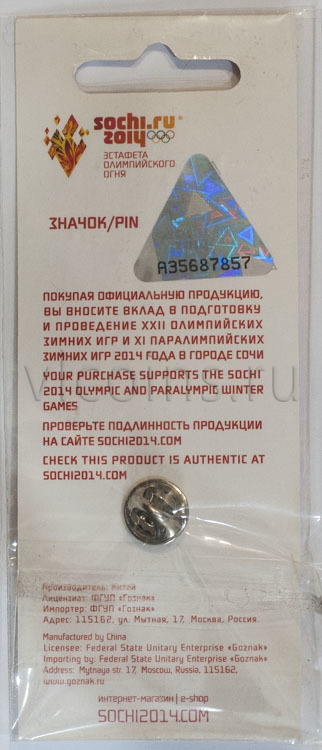 sochi.ru
2014
ЭСТАФЕТА
ОЛИМПИЙСКОГО
ОГНЯ
ЗНАЧОК/PIN
A35687857
ПОКУПАЯ ОФИЦИАЛЬНУЮ ПРОДУКЦИЮ,
ВЫ ВНОСИТЕ ВКЛАД В ПОДГОТОВКУ
И ПРОВЕДЕНИЕ XXII ОЛИМПИЙСКИХ
ЗИМНИХ ИГР И XI ПАРАЛИМПИЙСКИХ
ЗИМНИХ ИГР 2014 ГОДА В ГОРОДЕ СОЧИ
YOUR PURCHASE SUPPORTS THE SOCHI
2014 OLYMPIC AND PARALYMPIC WINTER
GAMES
ПРОВЕРЬТЕ ПОДЛИННОСТЬ ПРОДУКЦИИ
НА САЙТЕ SOCHI2014.COM
CHECK THIS PRODUCT IS AUTHENTIC AT
SOCHI2014.COM
Производитель: Китай
Лицензиат: ФГУП «Гознак»
Импортер: ФГУП «Гознак»
Адрес: 115162, ул. Мытная, 17, Москва, Россия.
Manufactured by China
Licensee: Federal State Unitary Enterprise «Goznak»
Importing by: Federal State Unitary Enterprise «Goznak»
Address: Mytnaya str. 17, Moscow, Russia, 115162,
www.goznak.ru
интернет-магазин | e-shop
SOCHI2014.COM